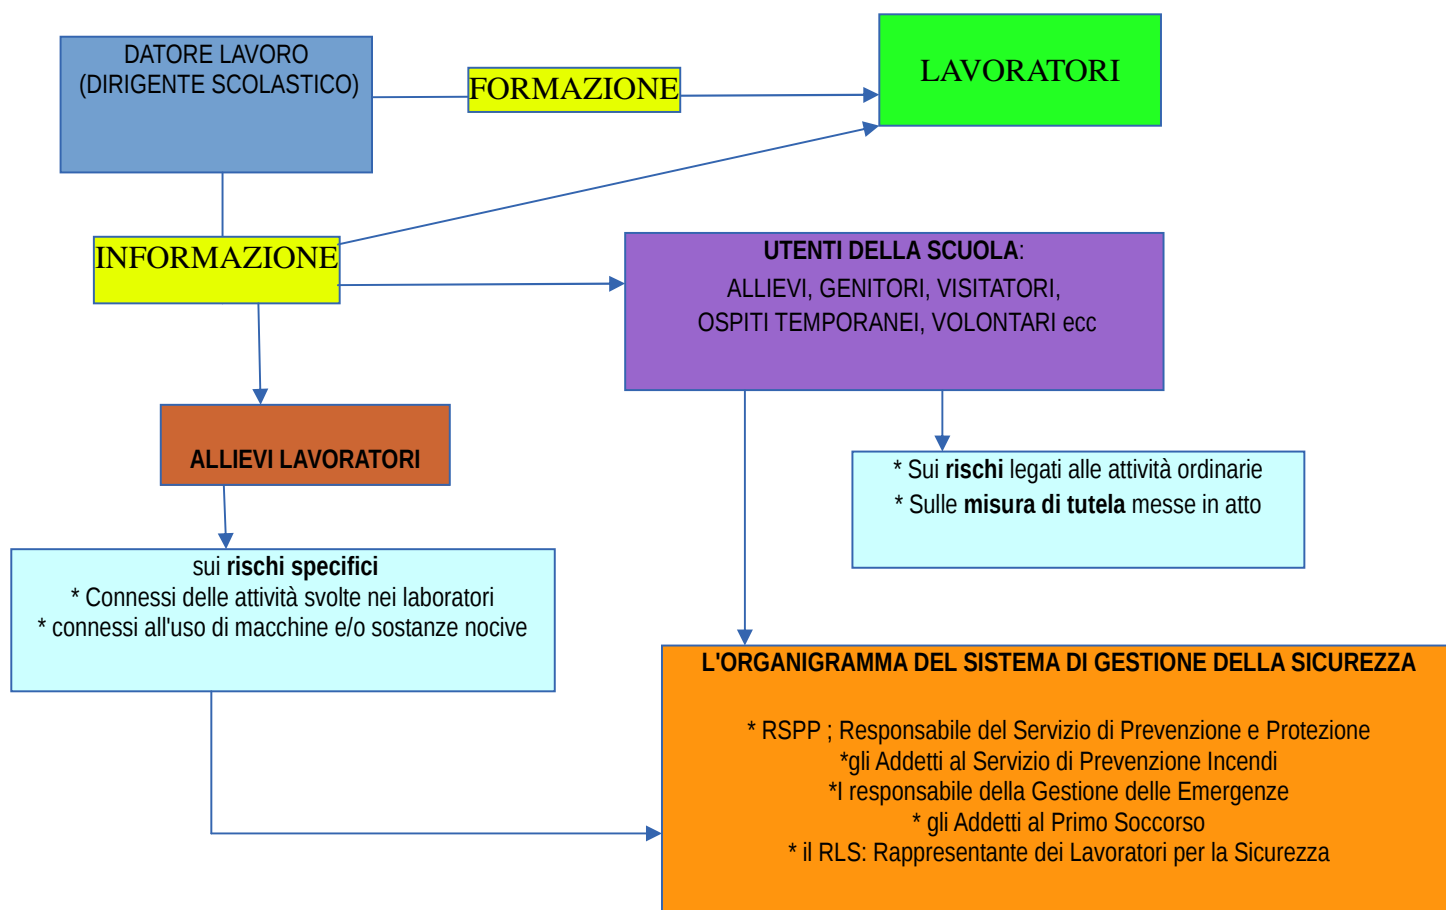 DATORE LAVORO
(DIRIGENTE SCOLASTICO)
FORMAZIONE
LAVORATORI
INFORMAZIONE
UTENTI DELLA SCUOLA:
ALLIEVI, GENITORI, VISITATORI,
OSPITI TEMPORANEI, VOLONTARI ecc
ALLIEVI LAVORATORI
* Sui rischi legati alle attività ordinarie
* Sulle misura di tutela messe in atto
sui rischi specifici
* Connessi delle attività svolte nei laboratori
* connessi all'uso di macchine e/o sostanze nocive
L'ORGANIGRAMMA DEL SISTEMA DI GESTIONE DELLA SICUREZZA
* RSPP ; Responsabile del Servizio di Prevenzione e Protezione
*gli Addetti al Servizio di Prevenzione Incendi
*I responsabile della Gestione delle Emergenze
* gli Addetti al Primo Soccorso
* il RLS: Rappresentante dei Lavoratori per la Sicurezza